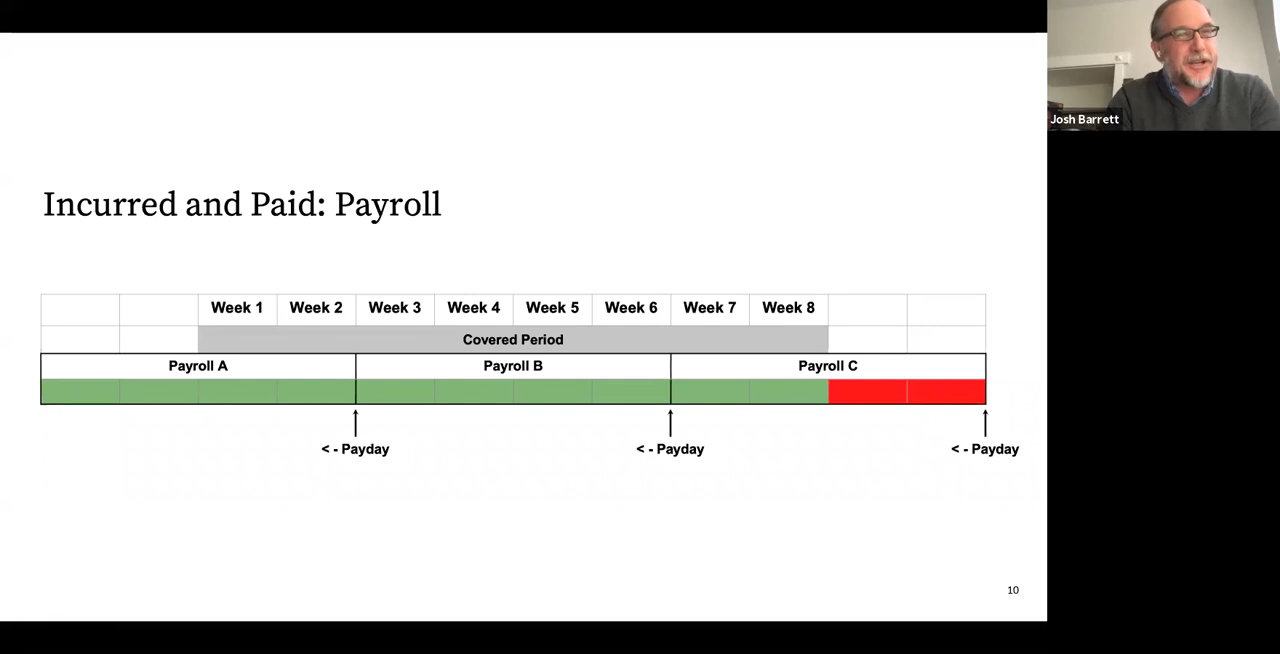 Josh Barrett
Incurred and Paid: Payroll
Week 1 Week 2 Week 3 Week 4 Week 5 Week 6 Week 7 Week 8
Covered Period
Payroll A Payroll B Payroll C
< - Payday < - Payday < - Payday
10